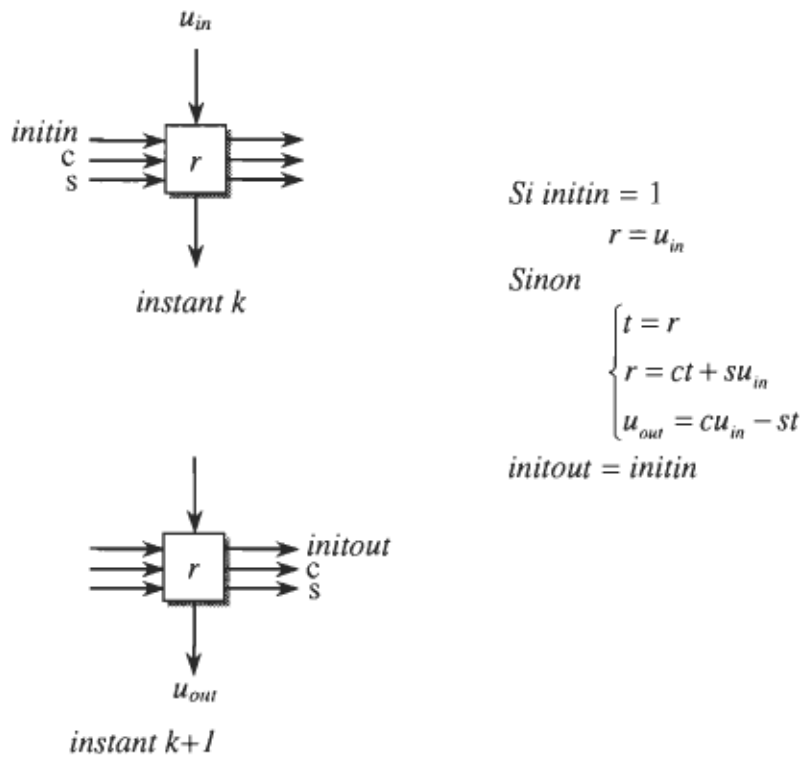 u_in
initin
c
s
r
instant k
Si initin = 1
r = u_in
Sinon
t = r
r = ct + su_in
u_out = cu_in − st
initout = initin
initout
r
c
s
u_out
instant k+1